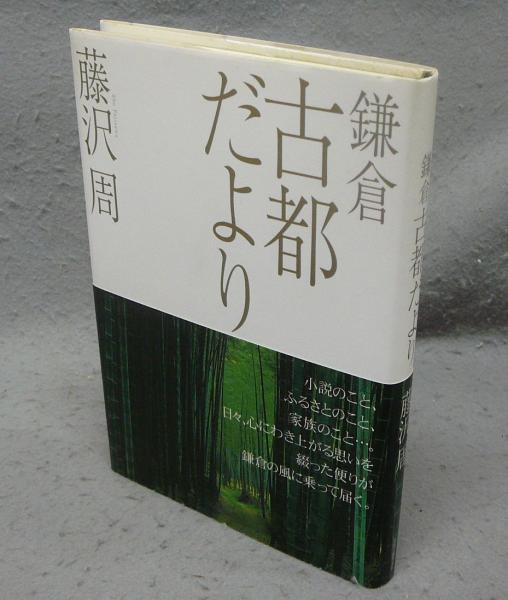 鎌倉
古都
だより
藤沢 周
小説のこと、
ふるさとのこと、
家族のこと…。
日々、心にわき上がる思いを
綴った便りが
鎌倉の風に乗って届く。
鎌倉古都だより
藤沢 周